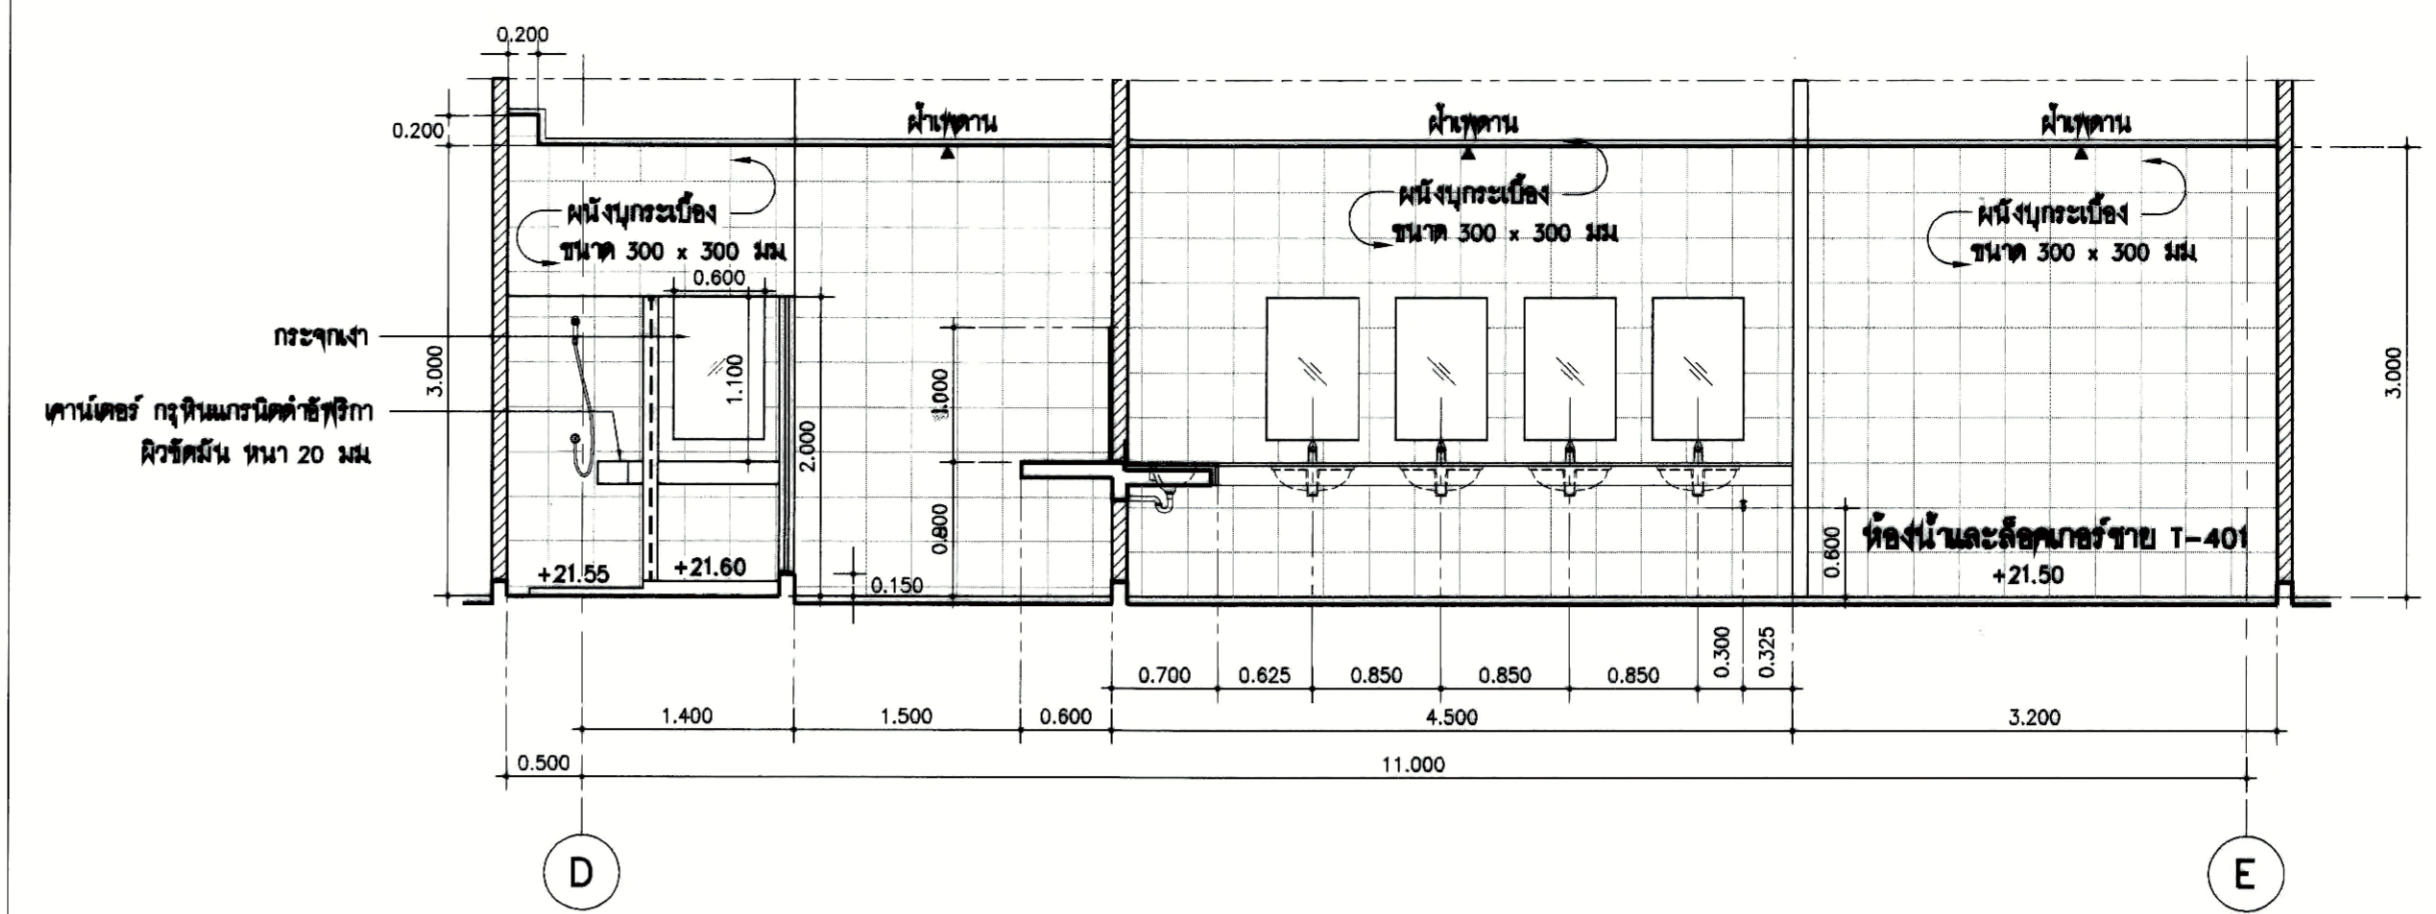 0.200
0.200
ฝ้าเพดาน
ฝ้าเพดาน
ฝ้าเพดาน
ผนังบุกระเบื้อง
ขนาด 300 x 300 มม.
ผนังบุกระเบื้อง
ขนาด 300 x 300 มม.
ผนังบุกระเบื้อง
ขนาด 300 x 300 มม.
0.600
กระจกเงา
3.000
1.100
1.000
3.000
เคาน์เตอร์ กรุหินแกรนิตดำอัฟริกา
ผิวขัดมัน หนา 20 มม.
2.000
0.800
0.600
ห้องน้ำและล็อคเกอร์ชาย T-401
+21.50
+21.55
+21.60
0.150
0.700
0.625
0.850
0.850
0.850
0.300
0.325
1.400
1.500
0.600
4.500
3.200
0.500
11.000
D
E